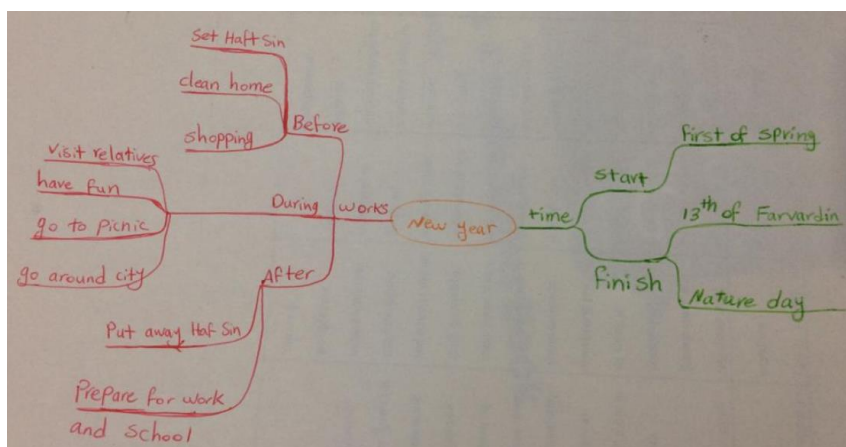 Set Haft Sin
clean home
shopping
Before
Visit relatives
have fun
go to Picnic
go around city
During
works
After
Put away Haf Sin
Prepare for work
and school
New year
time
start
first of spring
finish
13th of Farvardin
Nature day